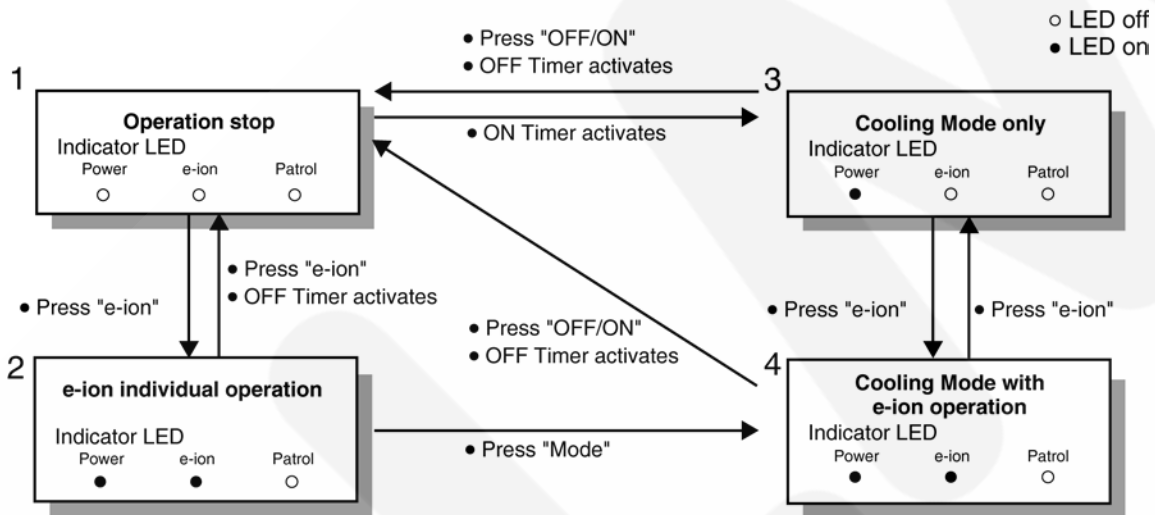 ○ LED off
● LED on
● Press "OFF/ON"
● OFF Timer activates
● ON Timer activates
1
Operation stop
Indicator LED
Power e-ion Patrol
○ ○ ○
3
Cooling Mode only
Indicator LED
Power e-ion Patrol
● ○ ○
● Press "e-ion"
● Press "e-ion"
● OFF Timer activates
● Press "OFF/ON"
● OFF Timer activates
● Press "e-ion"
● Press "e-ion"
2
e-ion individual operation
Indicator LED
Power e-ion Patrol
● ● ○
● Press "Mode"
4
Cooling Mode with
e-ion operation
Indicator LED
Power e-ion Patrol
● ● ○